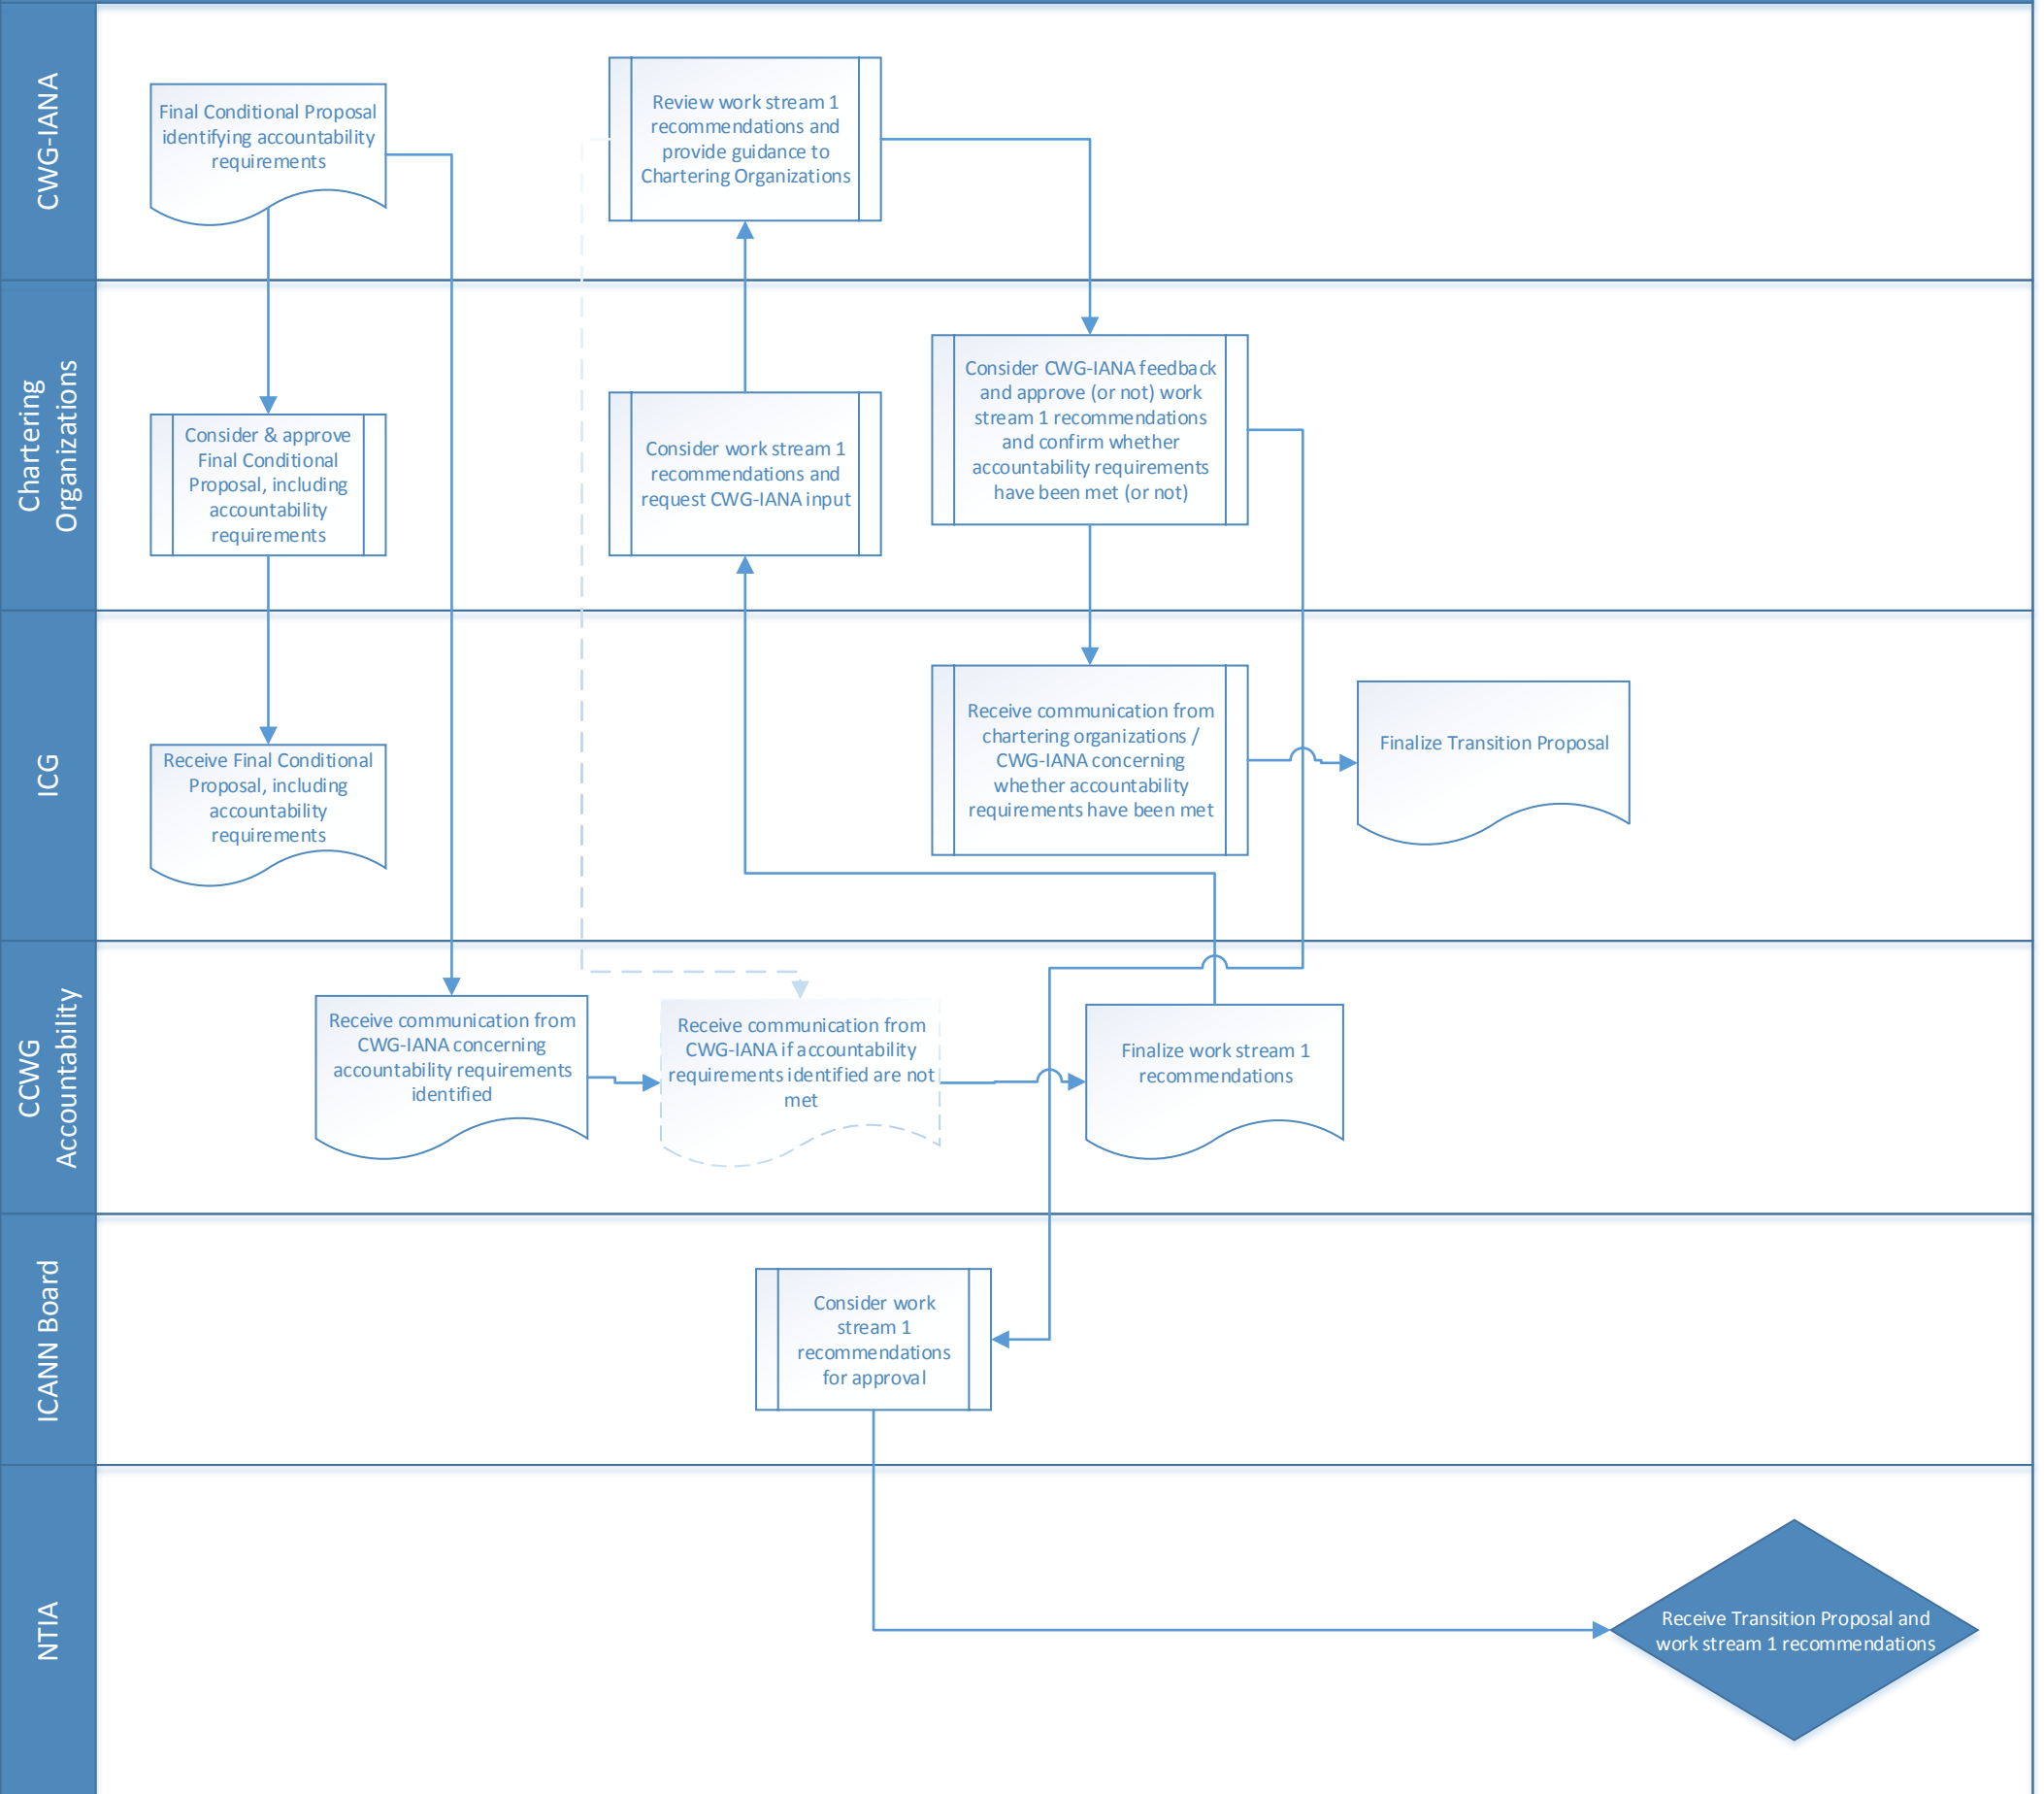 CWG-IANA
Final Conditional Proposal
identifying accountability
requirements
Review work stream 1
recommendations and
provide guidance to
Chartering Organizations
Chartering
Organizations
Consider & approve
Final Conditional
Proposal, including
accountability
requirements
Consider work stream 1
recommendations and
request CWG-IANA input
Consider CWG-IANA feedback
and approve (or not) work
stream 1 recommendations
and confirm whether
accountability requirements
have been met (or not)
ICG
Receive Final Conditional
Proposal, including
accountability
requirements
Receive communication from
chartering organizations /
CWG-IANA concerning
whether accountability
requirements have been met
Finalize Transition Proposal
CCWG
Accountability
Receive communication from
CWG-IANA concerning
accountability requirements
identified
Receive communication from
CWG-IANA if accountability
requirements identified are not
met
Finalize work stream 1
recommendations
ICANN Board
Consider work
stream 1
recommendations
for approval
NTIA
Receive Transition Proposal and
work stream 1 recommendations